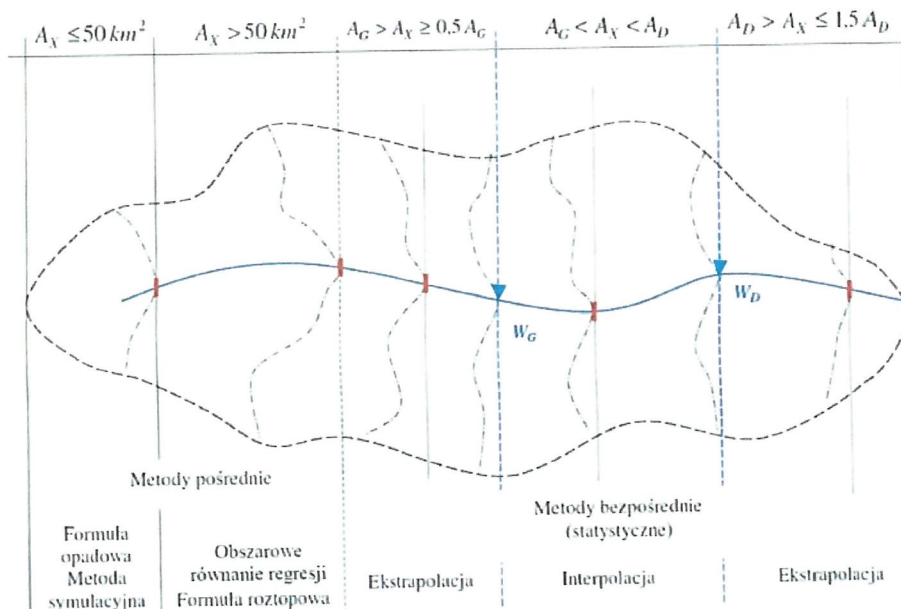 A_X ≤ 50 km² A_X > 50 km² A_G > A_X ≥ 0,5 A_G A_G < A_X < A_D A_D > A_X ≤ 1.5 A_D
W_G
W_D
Metody pośrednie
Metody bezpośrednie
(statystyczne)
Formuła
opadowa
Metoda
symulacyjna
Obszarowe
równanie regresji
Formuła roztopowa
Ekstrapolacja
Interpolacja
Ekstrapolacja